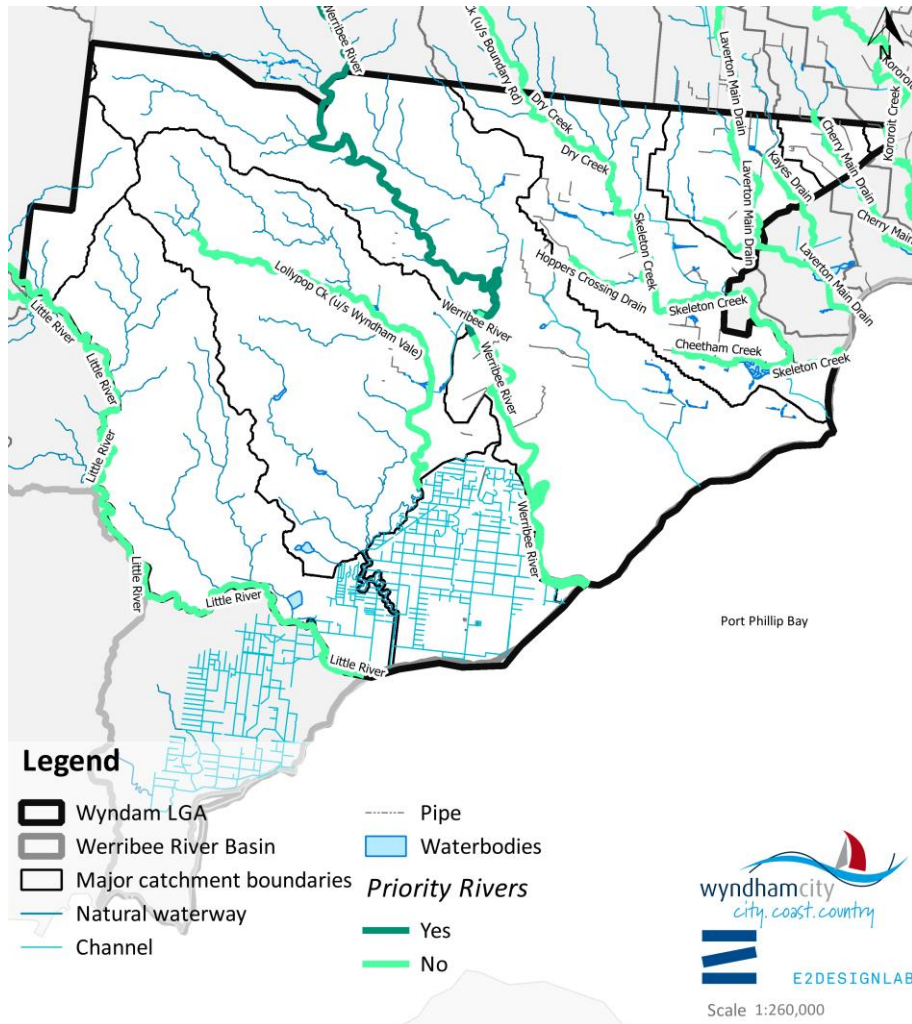 Werribee River
Ck (u/s Boundary Rd)
Dry Creek
Dry Creek
Laverton Main Drain
Kororoit
N
Kororoit Creek
Cherry Main Drain
Kayes Drain
Laverton Main Drain
Cherry Main
Skeleton Creek
Hoppers Crossing Drain
Laverton Main Drain
Lollypop Ck (u/s Wyndham Vale)
Werribee River
Skeleton Creek
Little River
Werribee River
Cheetham Creek
Skeleton Creek
Little River
Little River
Werribee River
Little River
Little River
Port Phillip Bay
Little River
Legend
Wyndam LGA
Werribee River Basin
Major catchment boundaries
Natural waterway
Channel
Pipe
Waterbodies
Priority Rivers
Yes
No
wyndhamcity
city. coast. country
E2DESIGNLAB
Scale 1:260,000